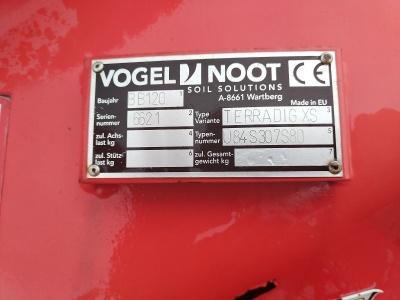 VOGEL NOOT CE
SOIL SOLUTIONS
A-8661 Wartberg
Made in EU
Baujahr BB120 1
Serien-nummer 6621 2 Type Variante TERRADIG XS 3
zul. Achs-last kg 4 Typen-nummer J84S307S80 5
zul. Stütz-last kg 6 zul. Gesamt-gewicht kg 7